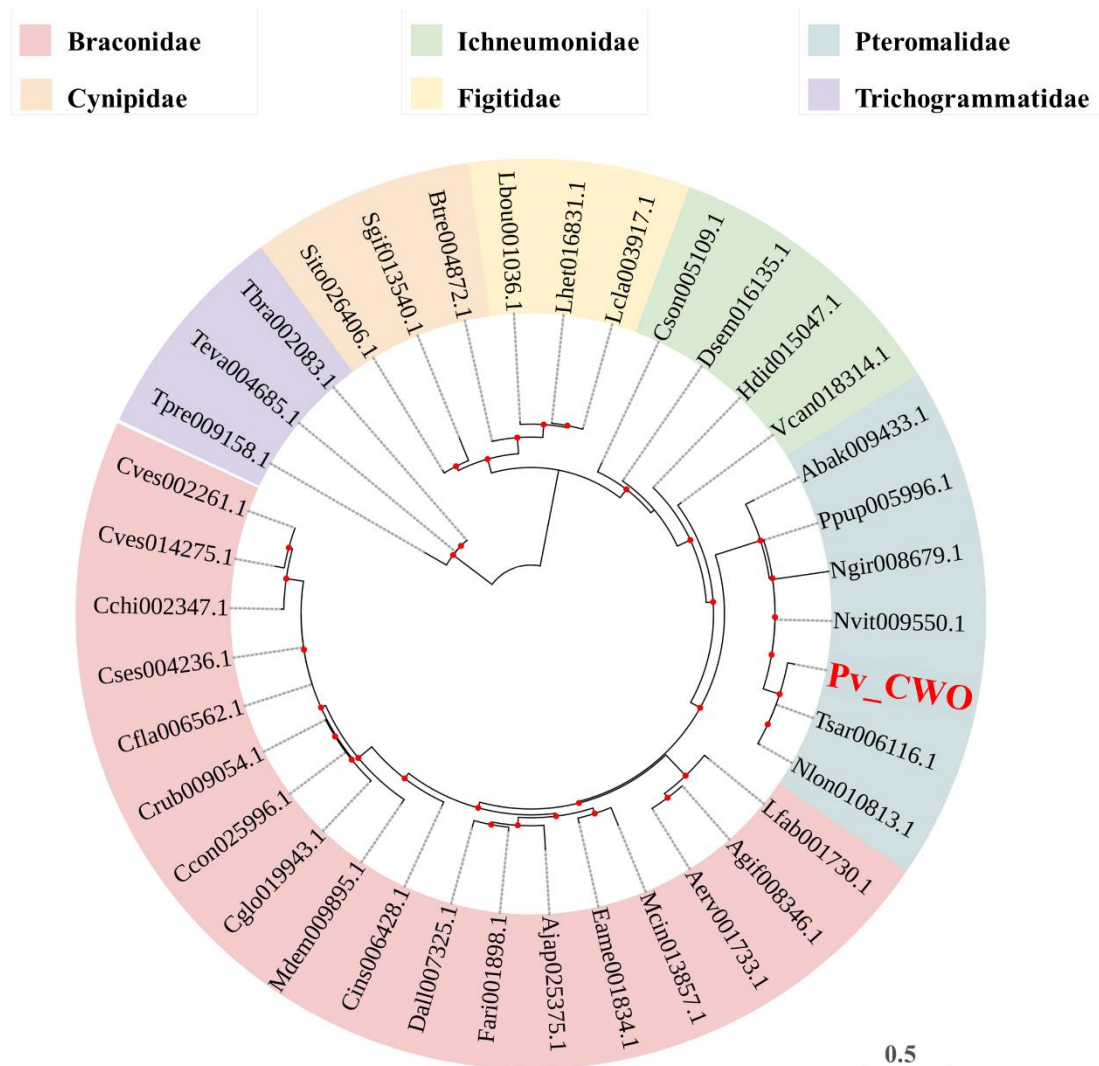 Braconidae
Ichneumonidae
Pteromalidae
Cynipidae
Figitidae
Trichogrammatidae
Lbou001036.1
Lhet016831.1
Lcla003917.1
Cson005109.1
Dsem016135.1
Hdid015047.1
Vcan018314.1
Abak009433.1
Ppup005996.1
Ngir008679.1
Nvit009550.1
Pv_CWO
Tsar006116.1
Nlon010813.1
Lfab001730.1
Agif008346.1
Aerv001733.1
Mcin013857.1
Eame001834.1
Ajap025375.1
Fari001898.1
Dall007325.1
Cins006428.1
Mdem009895.1
Cglo019943.1
Ccon025996.1
Crub009054.1
Cfla006562.1
Cses004236.1
Cchi002347.1
Cves014275.1
Cves002261.1
Tpre009158.1
Teva004685.1
Tbra002083.1
Sito026406.1
Sgif013540.1
Btre004872.1
0.5